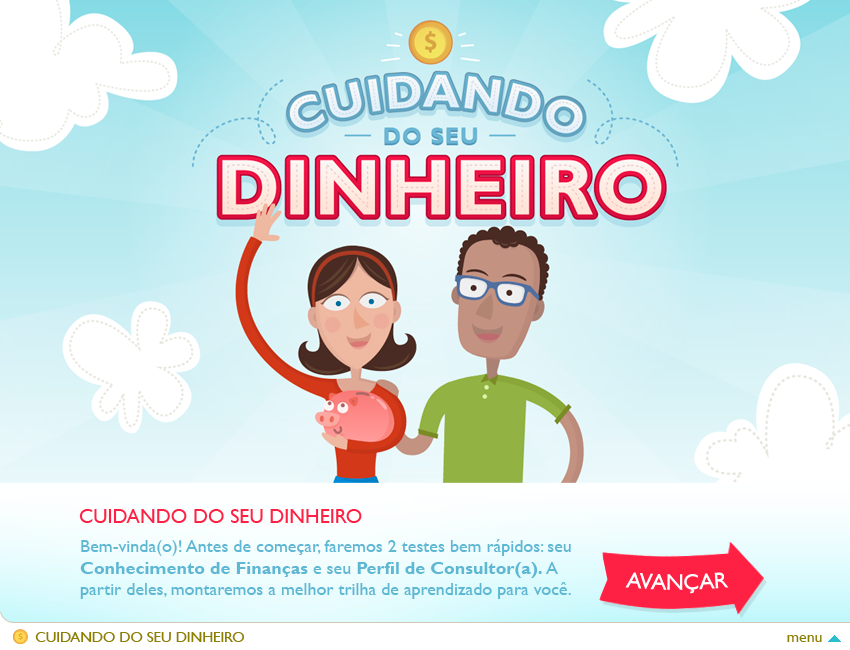 $
CUIDANDO
DO SEU
DINHEIRO
CUIDANDO DO SEU DINHEIRO
Bem-vinda(o)! Antes de começar, faremos 2 testes bem rápidos: seu
Conhecimento de Finanças e seu Perfil de Consultor(a). A
partir deles, montaremos a melhor trilha de aprendizado para você.
AVANÇAR
$ CUIDANDO DO SEU DINHEIRO
menu